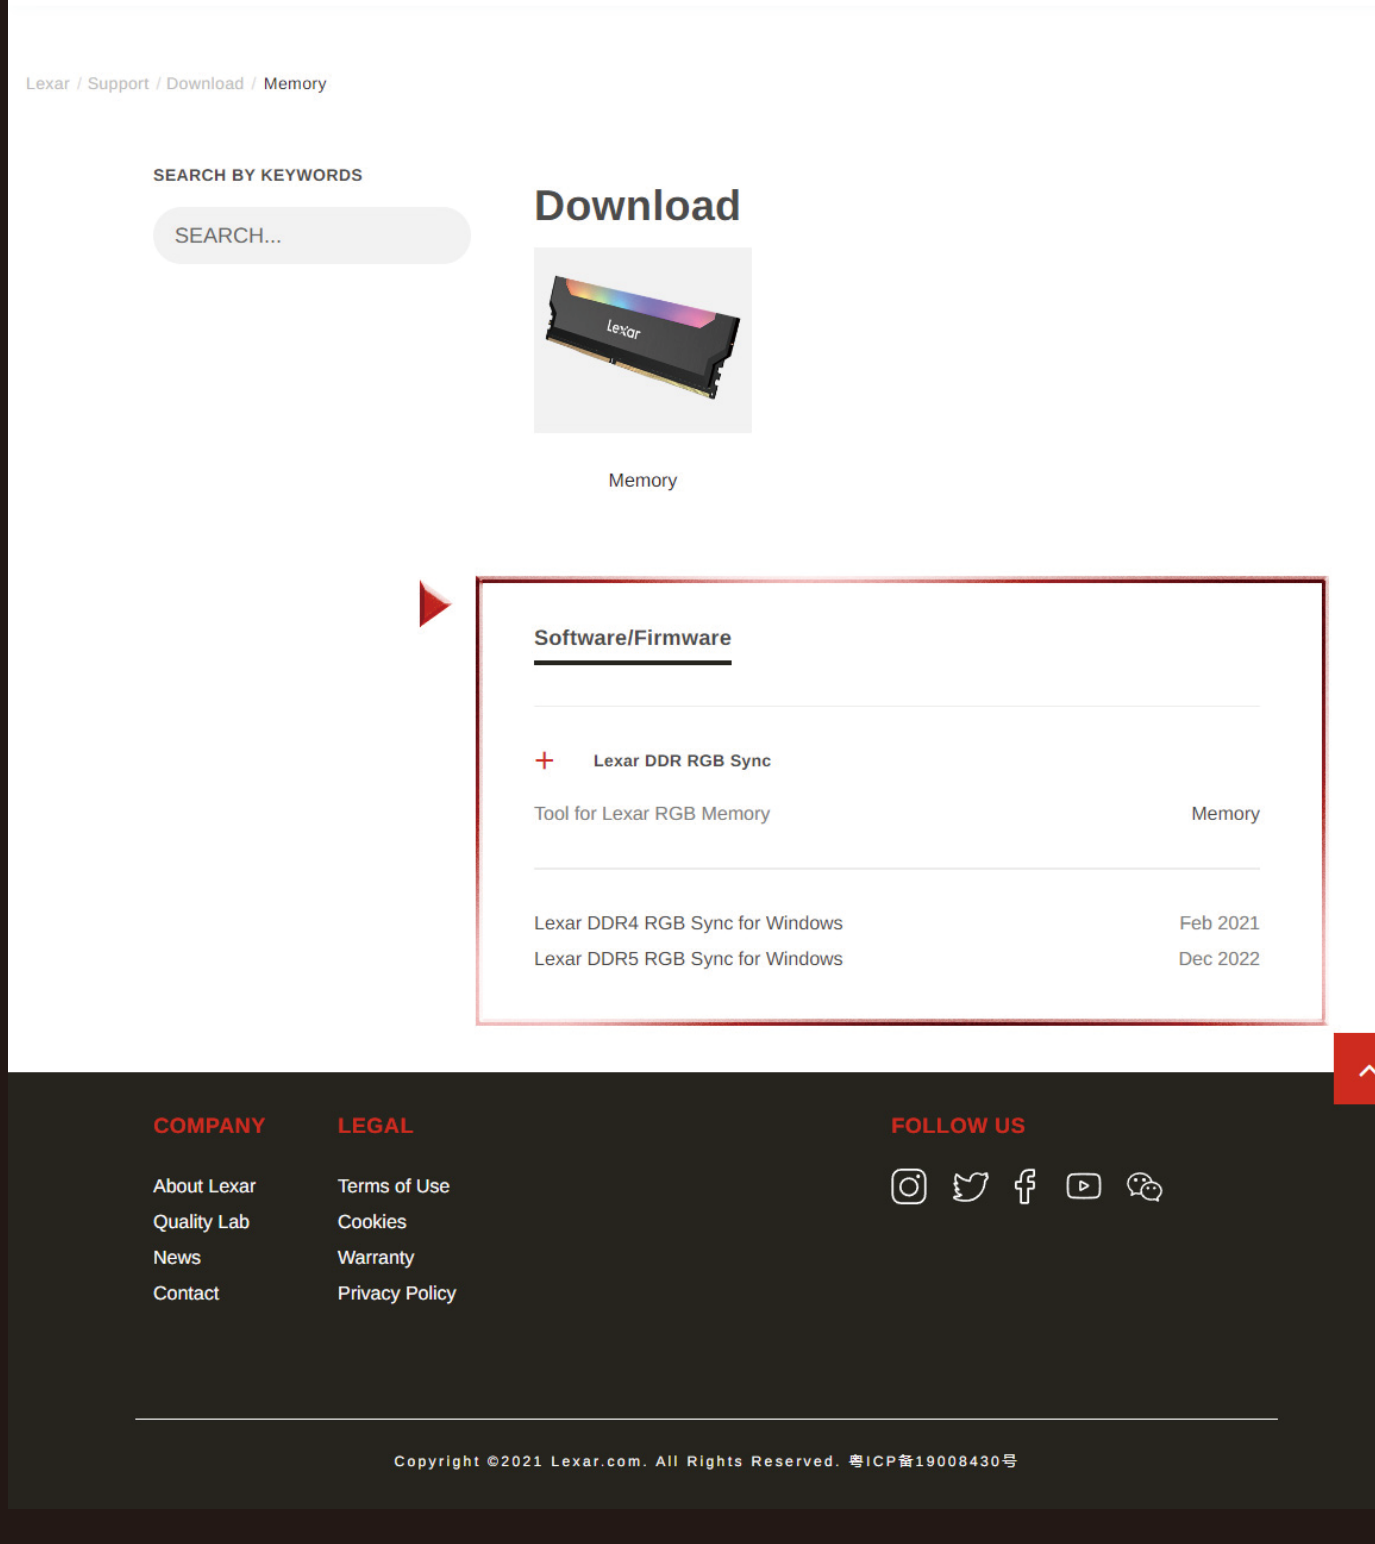 Lexar / Support / Download / Memory
SEARCH BY KEYWORDS
SEARCH...
Download
Lexar
Memory
Software/Firmware
+ Lexar DDR RGB Sync
Tool for Lexar RGB Memory Memory
Lexar DDR4 RGB Sync for Windows Feb 2021
Lexar DDR5 RGB Sync for Windows Dec 2022
COMPANY LEGAL FOLLOW US
About Lexar Terms of Use
Quality Lab Cookies
News Warranty
Contact Privacy Policy
Copyright ©2021 Lexar.com. All Rights Reserved. 粤ICP备19008430号